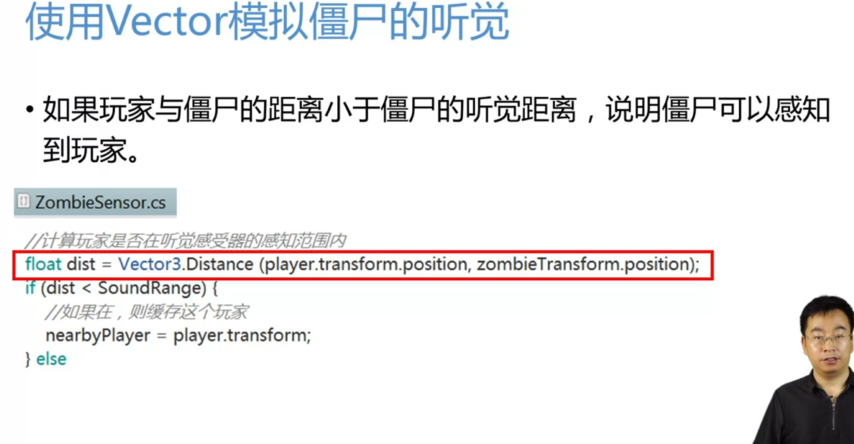 使用Vector模拟僵尸的听觉
• 如果玩家与僵尸的距离小于僵尸的听觉距离，说明僵尸可以感知
到玩家。
ZombieSensor.cs
//计算玩家是否在听觉感受器的感知范围内
float dist = Vector3.Distance (player.transform.position, zombieTransform.position);
if (dist < SoundRange) {
//如果在，则缓存这个玩家
nearbyPlayer = player.transform;
} else